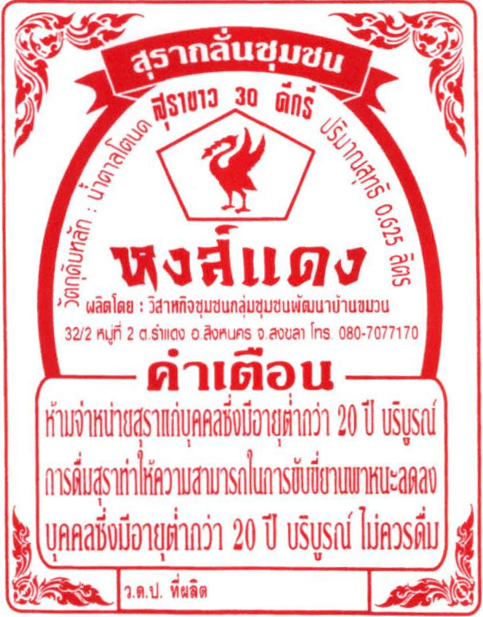 สุรากลั่นชุมชน
สุราขาว 30 ดีกรี
วัตถุดิบหลัก : น้ำตาลโตนด
ปริมาณสุทธิ 0.625 ลิตร
หงส์แดง
ผลิตโดย : วิสาหกิจชุมชนกลุ่มชุมชนพัฒนาบ้านขมวน
32/2 หมู่ที่ 2 ต.รำแดง อ.สิงหนคร จ.สงขลา โทร. 080-7077170
คำเตือน
ห้ามจำหน่ายสุราแก่บุคคลซึ่งมีอายุต่ำกว่า 20 ปี บริบูรณ์
การดื่มสุราทำให้ความสามารถในการขับขี่ยานพาหนะลดลง
บุคคลซึ่งมีอายุต่ำกว่า 20 ปี บริบูรณ์ ไม่ควรดื่ม
ว.ด.ป. ที่ผลิต